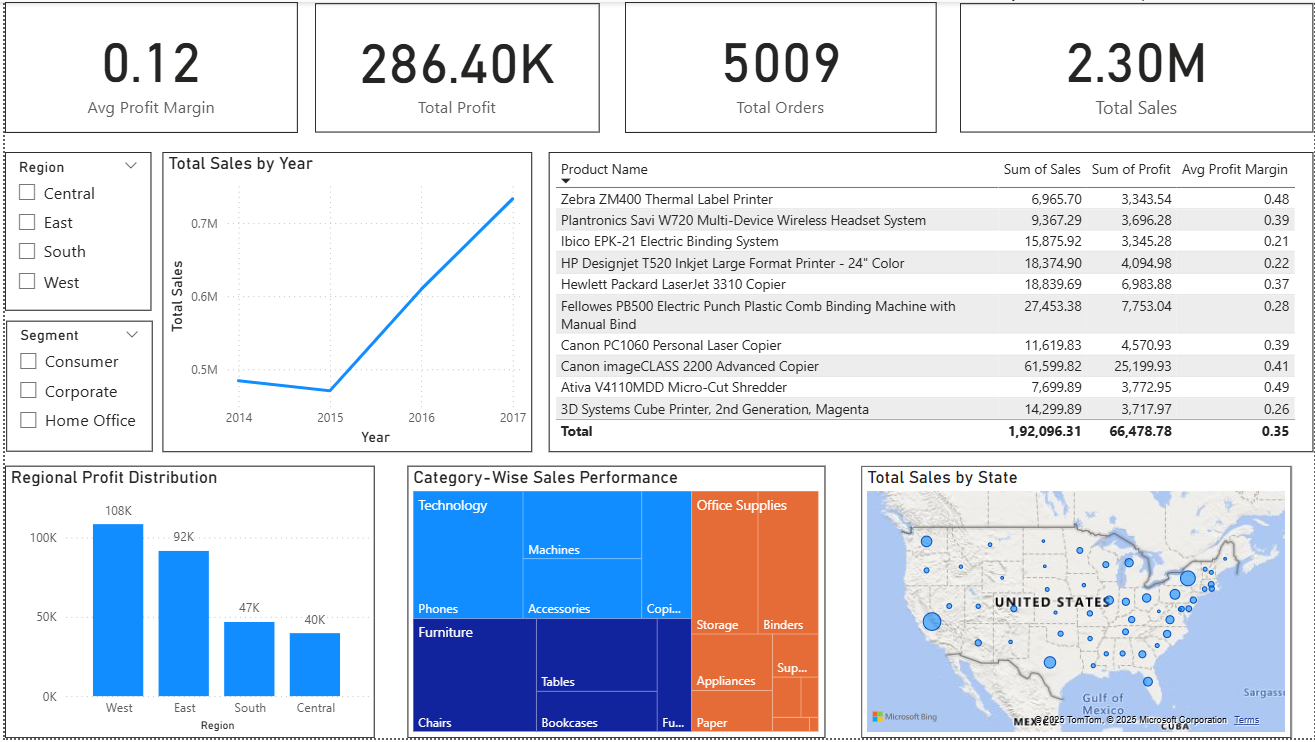 0.12
Avg Profit Margin
286.40K
Total Profit
5009
Total Orders
2.30M
Total Sales
Region
Central
East
South
West
Segment
Consumer
Corporate
Home Office
Total Sales by Year
Total Sales
0.7M
0.6M
0.5M
2014 2015 2016 2017
Year
Product Name Sum of Sales Sum of Profit Avg Profit Margin
Zebra ZM400 Thermal Label Printer 6,965.70 3,343.54 0.48
Plantronics Savi W720 Multi-Device Wireless Headset System 9,367.29 3,696.28 0.39
Ibico EPK-21 Electric Binding System 15,875.92 3,345.28 0.21
HP Designjet T520 Inkjet Large Format Printer - 24" Color 18,374.90 4,094.98 0.22
Hewlett Packard LaserJet 3310 Copier 18,839.69 6,983.88 0.37
Fellowes PB500 Electric Punch Plastic Comb Binding Machine with 27,453.38 7,753.04 0.28
Manual Bind
Canon PC1060 Personal Laser Copier 11,619.83 4,570.93 0.39
Canon imageCLASS 2200 Advanced Copier 61,599.82 25,199.93 0.41
Ativa V4110MDD Micro-Cut Shredder 7,699.89 3,772.95 0.49
3D Systems Cube Printer, 2nd Generation, Magenta 14,299.89 3,717.97 0.26
Total 1,92,096.31 66,478.78 0.35
Regional Profit Distribution
100K
50K
0K
108K
92K
47K
40K
West East South Central
Region
Category-Wise Sales Performance
Technology
Phones
Machines
Accessories
Copi...
Furniture
Chairs
Tables
Bookcases
Fu...
Office Supplies
Storage
Binders
Appliances
Sup...
Paper
Total Sales by State
UNITED STATES
Gulf of
Mexico
Sargass
MEXICO
CUBA
Microsoft Bing
© 2025 TomTom, © 2025 Microsoft Corporation Terms